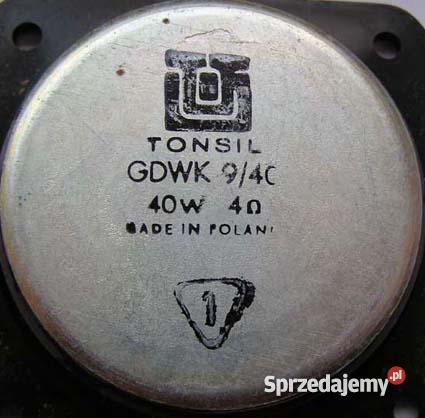 TONSIL
GDWK 9/40
40W 4Ω
MADE IN POLAND
1
Sprzedajemy.pl